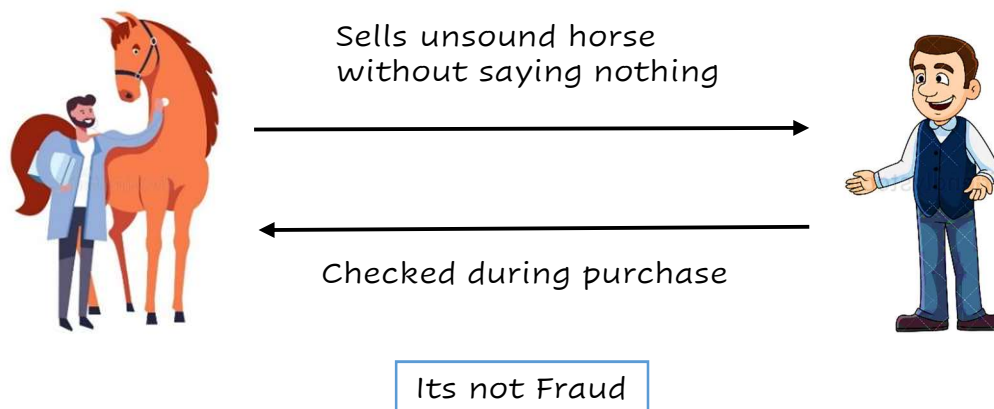 Sells unsound horse
without saying nothing
Checked during purchase
Its not Fraud